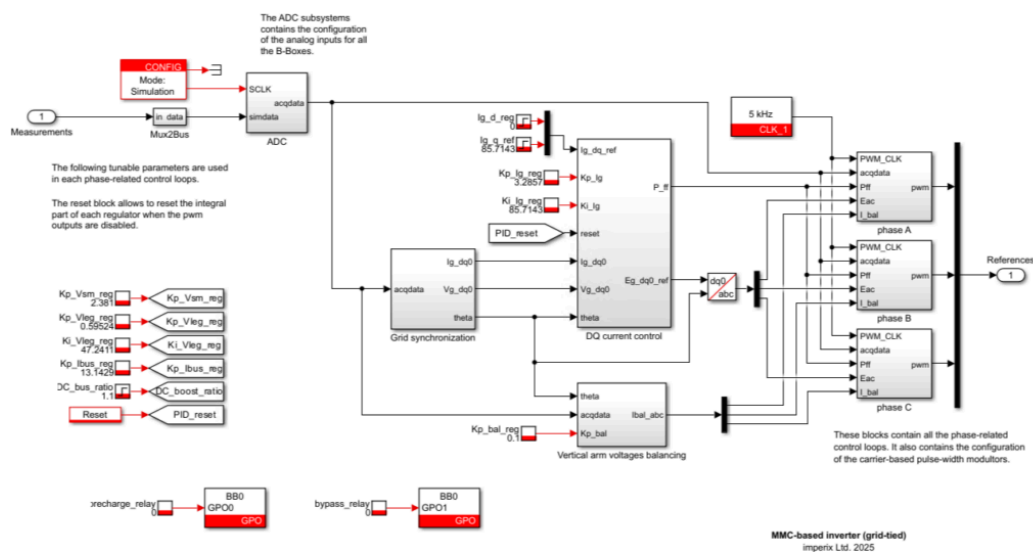 The ADC subsystems
contains the configuration
of the analog inputs for all
the B-Boxes.
CONFIG
Mode:
Simulation
1
Measurements
in data
Mux2Bus
SCLK
simdata
acqdata
ADC
The following tunable parameters are used
in each phase-related control loops.
The reset block allows to reset the integral
part of each regulator when the pwm
outputs are disabled.
Ig_d_reg
0
Ig_q_ref
85.7143
Kp_Ig_reg
3.2857
Ki_Ig_reg
85.7143
PID_reset
Ig_dq_ref
Kp_Ig
Ki_Ig
reset
Ig_dq0
Vg_dq0
theta
P_ff
Eg_dq0_ref
DQ current control
acqdata
Ig_dq0
Vg_dq0
theta
Grid synchronization
dq0
abc
5 kHz
CLK_1
PWM_CLK
acqdata
Pff
Eac
I_bal
pwm
phase A
PWM_CLK
acqdata
Pff
Eac
I_bal
pwm
phase B
PWM_CLK
acqdata
Pff
Eac
I_bal
pwm
phase C
References
1
Kp_Vsm_reg
2.381
Kp_Vsm_reg
Kp_Vleg_reg
0.59524
Kp_Vleg_reg
Ki_Vleg_reg
47.2411
Ki_Vleg_reg
Kp_Ibus_reg
13.1429
Kp_Ibus_reg
DC_bus_ratio
1.1
DC_boost_ratio
Reset
PID_reset
theta
acqdata
Kp_bal
Ibal_abc
Kp_bal_reg
0.1
Vertical arm voltages balancing
These blocks contain all the phase-related
control loops. It also contains the configuration
of the carrier-based pulse-width modultors.
recharge_relay
0
BB0
GPO0
GPO
bypass_relay
0
BB0
GPO1
GPO
MMC-based inverter (grid-tied)
imperix Ltd. 2025